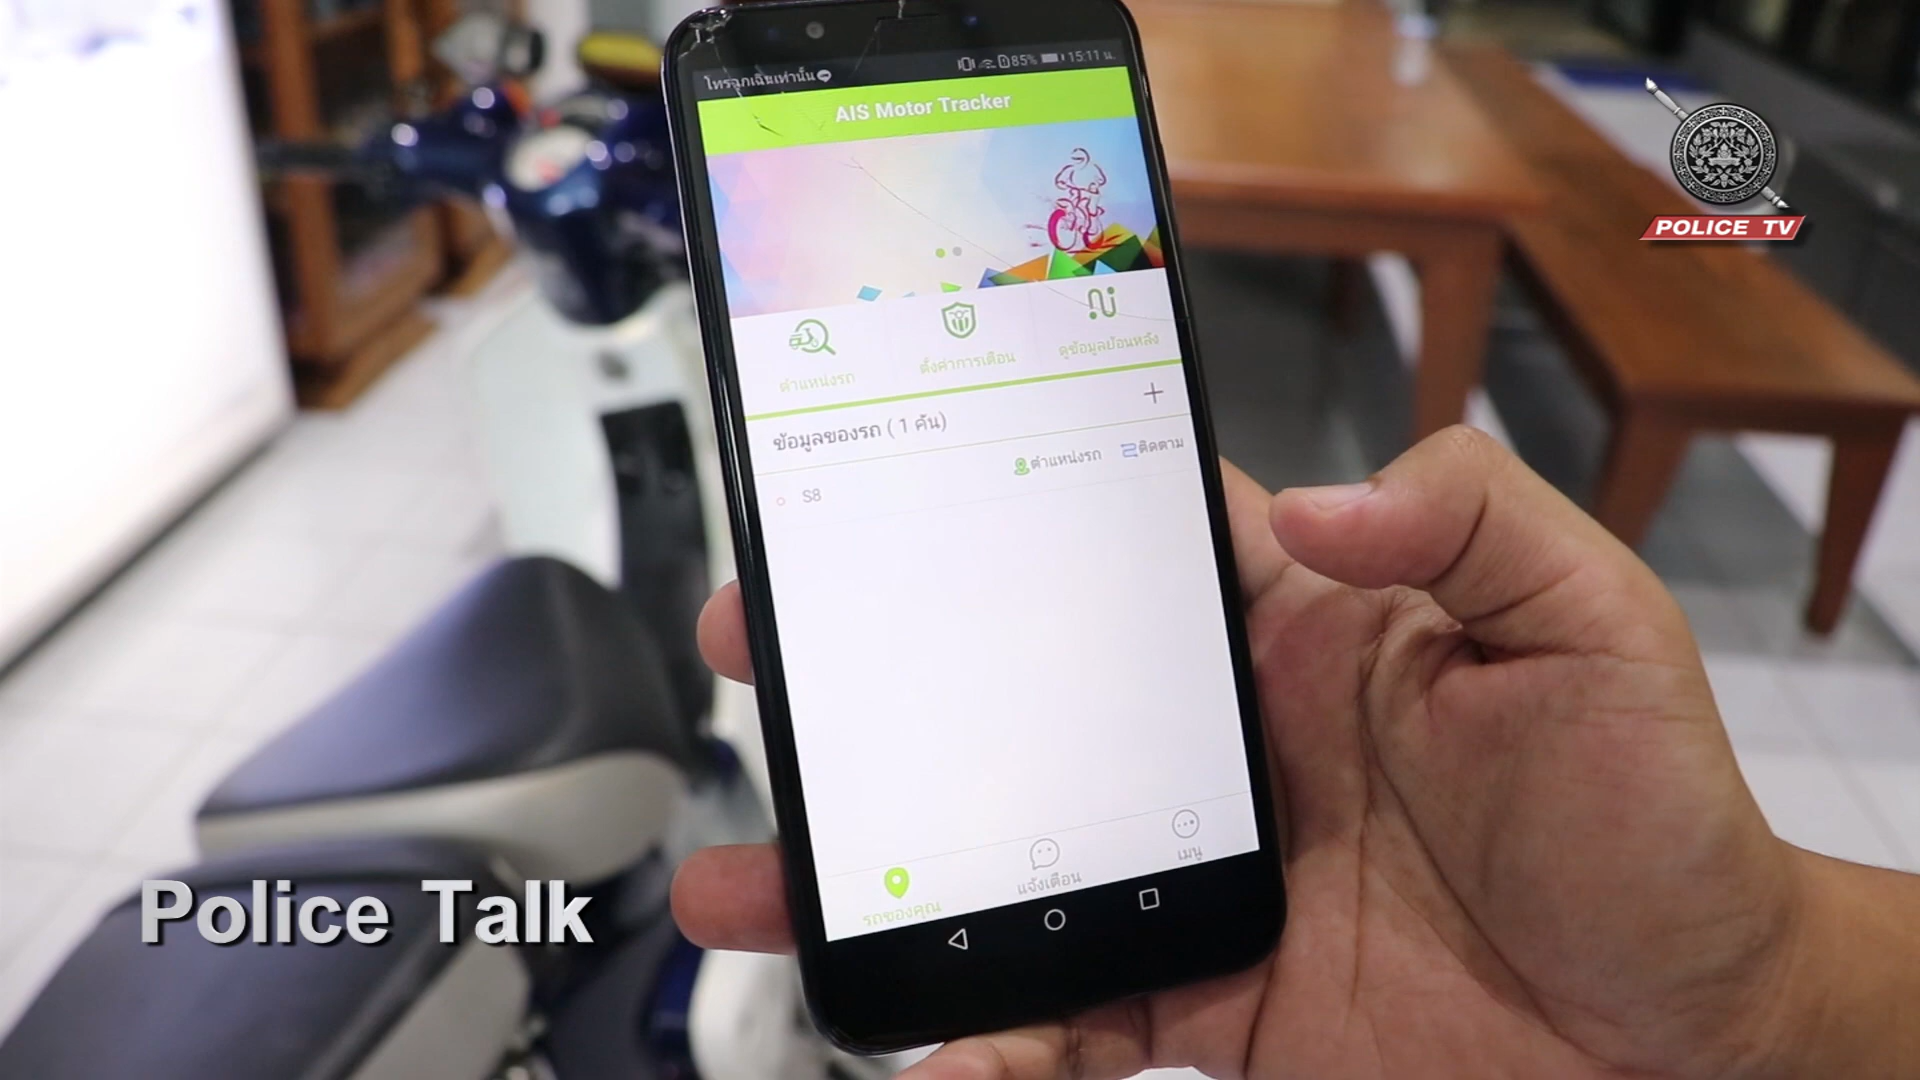 โทรฉุกเฉินเท่านั้น 85% 15:11 น.
AIS Motor Tracker
POLICE TV
ตำแหน่งรถ ตั้งค่าการเตือน ดูข้อมูลย้อนหลัง
ข้อมูลของรถ ( 1 คัน)
ตำแหน่งรถ ติดตาม
S8
รถของคุณ แจ้งเตือน เมนู
Police Talk